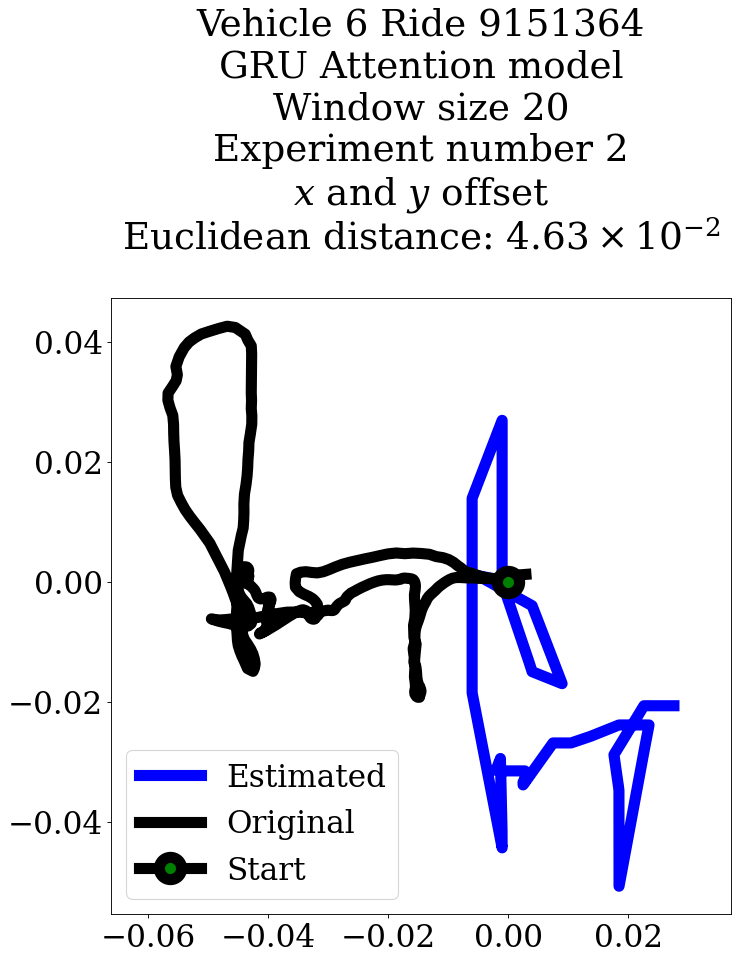 Vehicle 6 Ride 9151364
GRU Attention model
Window size 20
Experiment number 2
x and y offset
Euclidean distance: 4.63 × 10⁻²
0.04
0.02
0.00
−0.02
−0.04
Estimated
Original
Start
−0.06 −0.04 −0.02 0.00 0.02